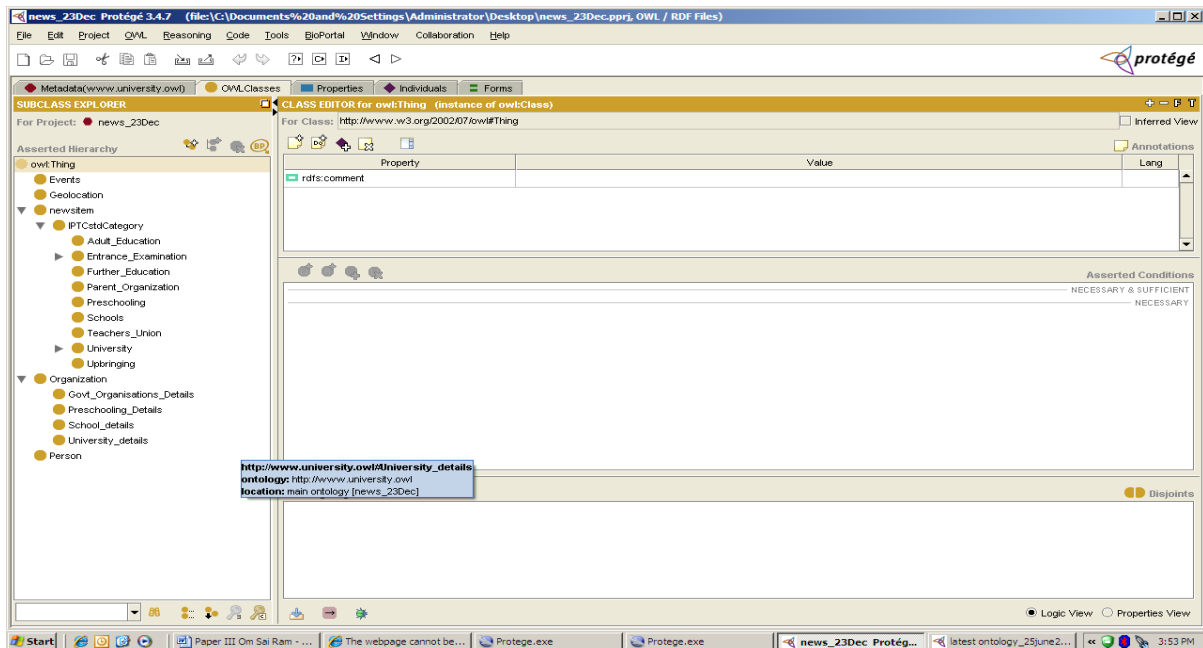 news_23Dec Protégé 3.4.7 (file:\C:\Documents%20and%20Settings\Administrator\Desktop\news_23Dec.pprj, OWL / RDF Files)
File Edit Project OWL Reasoning Code Tools BioPortal Window Collaboration Help
protégé
Metadata(www.university.owl) OWLClasses Properties Individuals Forms
SUBCLASS EXPLORER
CLASS EDITOR for owl:Thing (instance of owl:Class)
For Project: news_23Dec
For Class: http://www.w3.org/2002/07/owl#Thing
Inferred View
Asserted Hierarchy
BP
Annotations
Property Value Lang
rdfs:comment
owl:Thing
Events
Geolocation
newsitem
IPTCstdCategory
Adult_Education
Entrance_Examination
Further_Education
Parent_Organization
Preschooling
Schools
Teachers_Union
University
Upbringing
Organization
Govt_Organisations_Details
Preschooling_Details
School_details
University_details
Person
Asserted Conditions
NECESSARY & SUFFICIENT
NECESSARY
http://www.university.owl#University_details
ontology: http://www.university.owl
location: main ontology [news_23Dec]
Disjoints
Logic View Properties View
Start Paper III Om Sai Ram - ... The webpage cannot be... Protege.exe Protege.exe news_23Dec Protég... latest ontology_25june2... 3:53 PM